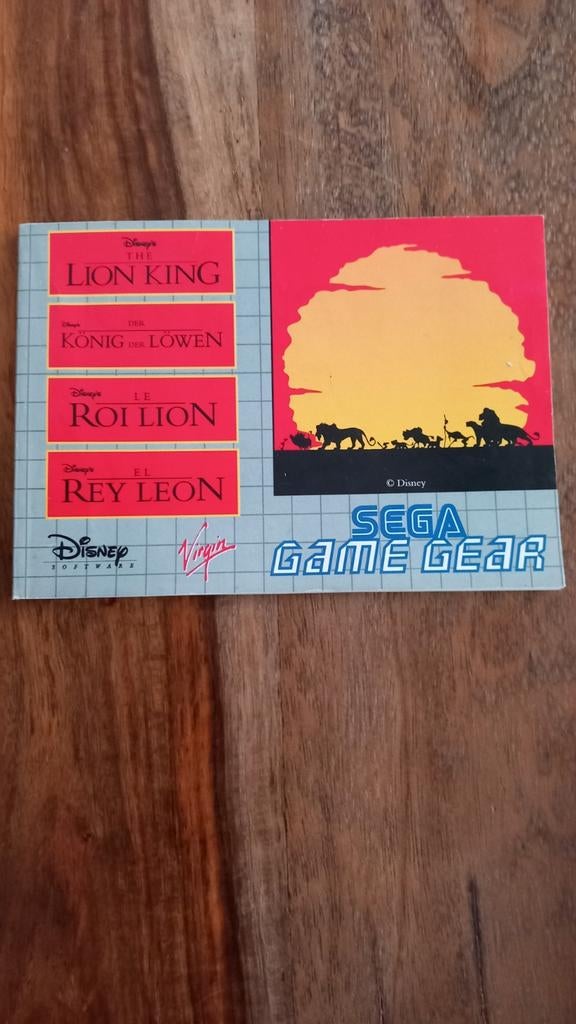 Disney's
THE
LION KING
Disney's
DER
KÖNIG DER LÖWEN
Disney's
LE
ROI LION
Disney's
EL
REY LEÓN
DISNEY
SOFTWARE
Virgin
© Disney
SEGA
GAME GEAR